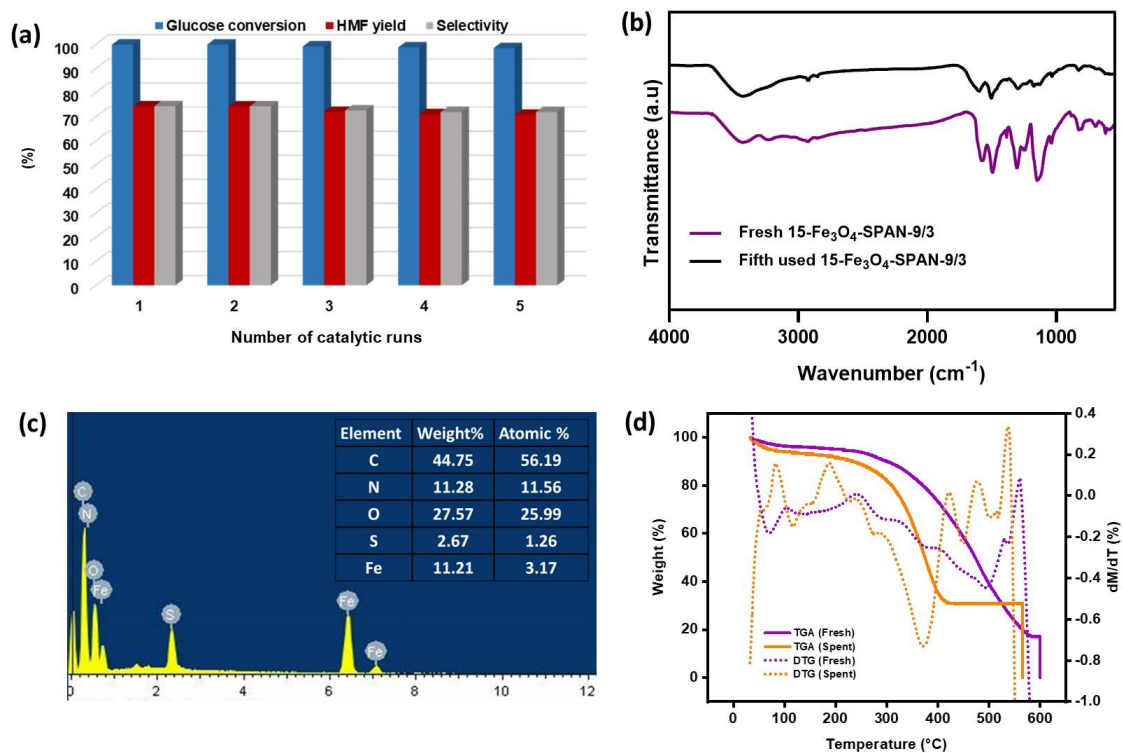 (a)
Glucose conversion HMF yield Selectivity
100
90
80
70
60
50
40
30
20
10
0
(%)
1 2 3 4 5
Number of catalytic runs
(b)
Transmittance (a.u)
Fresh 15-Fe₃O₄-SPAN-9/3
Fifth used 15-Fe₃O₄-SPAN-9/3
4000 3000 2000 1000
Wavenumber (cm⁻¹)
(c)
Element Weight% Atomic %
C 44.75 56.19
N 11.28 11.56
O 27.57 25.99
S 2.67 1.26
Fe 11.21 3.17
C
N
O
Fe
S
Fe
Fe
0 2 4 6 8 10 12
(d)
100
80
60
40
20
0
Weight (%)
0.4
0.2
0.0
-0.2
-0.4
-0.6
-0.8
-1.0
dM/dT (%)
TGA (Fresh)
TGA (Spent)
DTG (Fresh)
DTG (Spent)
0 100 200 300 400 500 600
Temperature (°C)